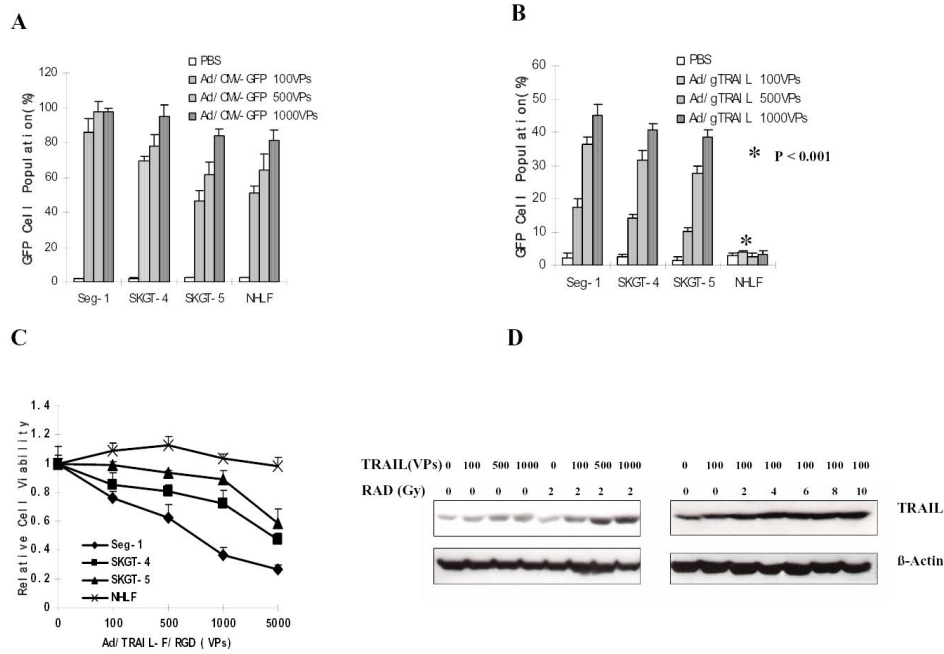 A
PBS
Ad/ CMV- GFP 100VPs
Ad/ CMV- GFP 500VPs
Ad/ CMV- GFP 1000VPs
GFP Cell Population(%)
120
100
80
60
40
20
0
Seg- 1 SKGT- 4 SKGT- 5 NHLF
B
PBS
Ad/ gTRAIL 100VPs
Ad/ gTRAIL 500VPs
Ad/ gTRAIL 1000VPs
* P < 0.001
GFP Cell Population (%)
60
50
40
30
20
10
0
*
Seg- 1 SKGT- 4 SKGT- 5 NHLF
C
Relative Cell Viability
1.4
1.2
1
0.8
0.6
0.4
0.2
0
Seg- 1
SKGT- 4
SKGT- 5
NHLF
0 100 500 1000 5000
Ad/ TRAIL- F/ RGD ( VPs)
D
TRAIL(VPs) 0 100 500 1000 0 100 500 1000 0 100 100 100 100 100 100
RAD (Gy) 0 0 0 0 2 2 2 2 0 0 2 4 6 8 10
TRAIL
ß-Actin